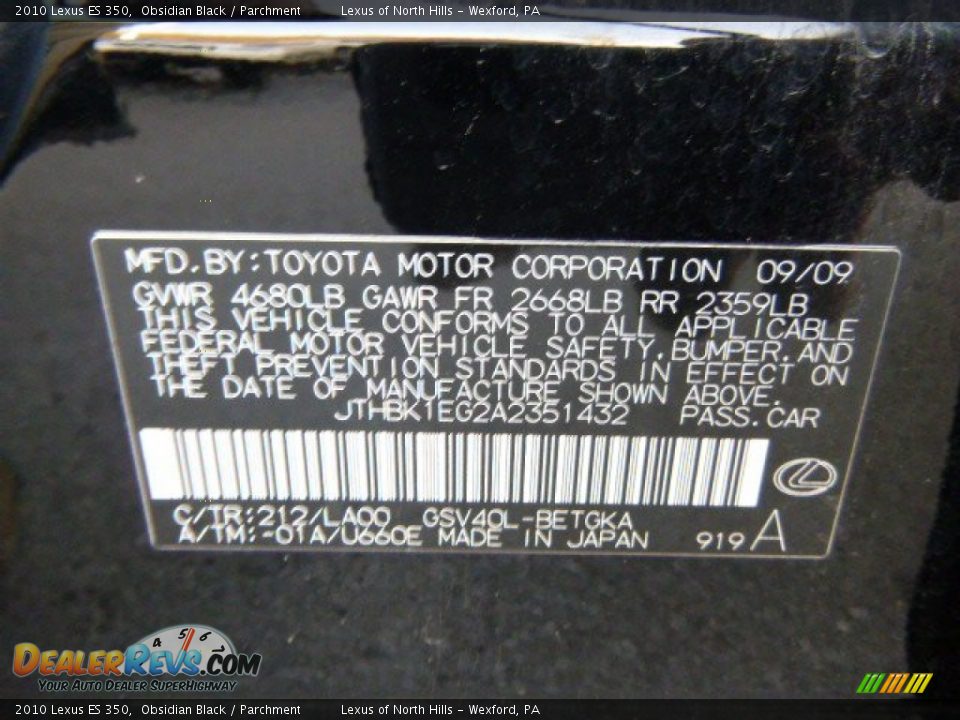 2010 Lexus ES 350, Obsidian Black / Parchment Lexus of North Hills - Wexford, PA
MFD.BY:TOYOTA MOTOR CORPORATION 09/09
GVWR 4680LB GAWR FR 2668LB RR 2359LB
THIS VEHICLE CONFORMS TO ALL APPLICABLE
FEDERAL MOTOR VEHICLE SAFETY,BUMPER,AND
THEFT PREVENTION STANDARDS IN EFFECT ON
THE DATE OF MANUFACTURE SHOWN ABOVE.
JTHBK1EG2A2351432 PASS.CAR
C/TR:212/LA00 GSV40L-BETGKA
A/TM:-01A/U660E MADE IN JAPAN 919 A
4 5 6
DEALERREVS.COM
YOUR AUTO DEALER SUPERHIGHWAY
2010 Lexus ES 350, Obsidian Black / Parchment Lexus of North Hills - Wexford, PA